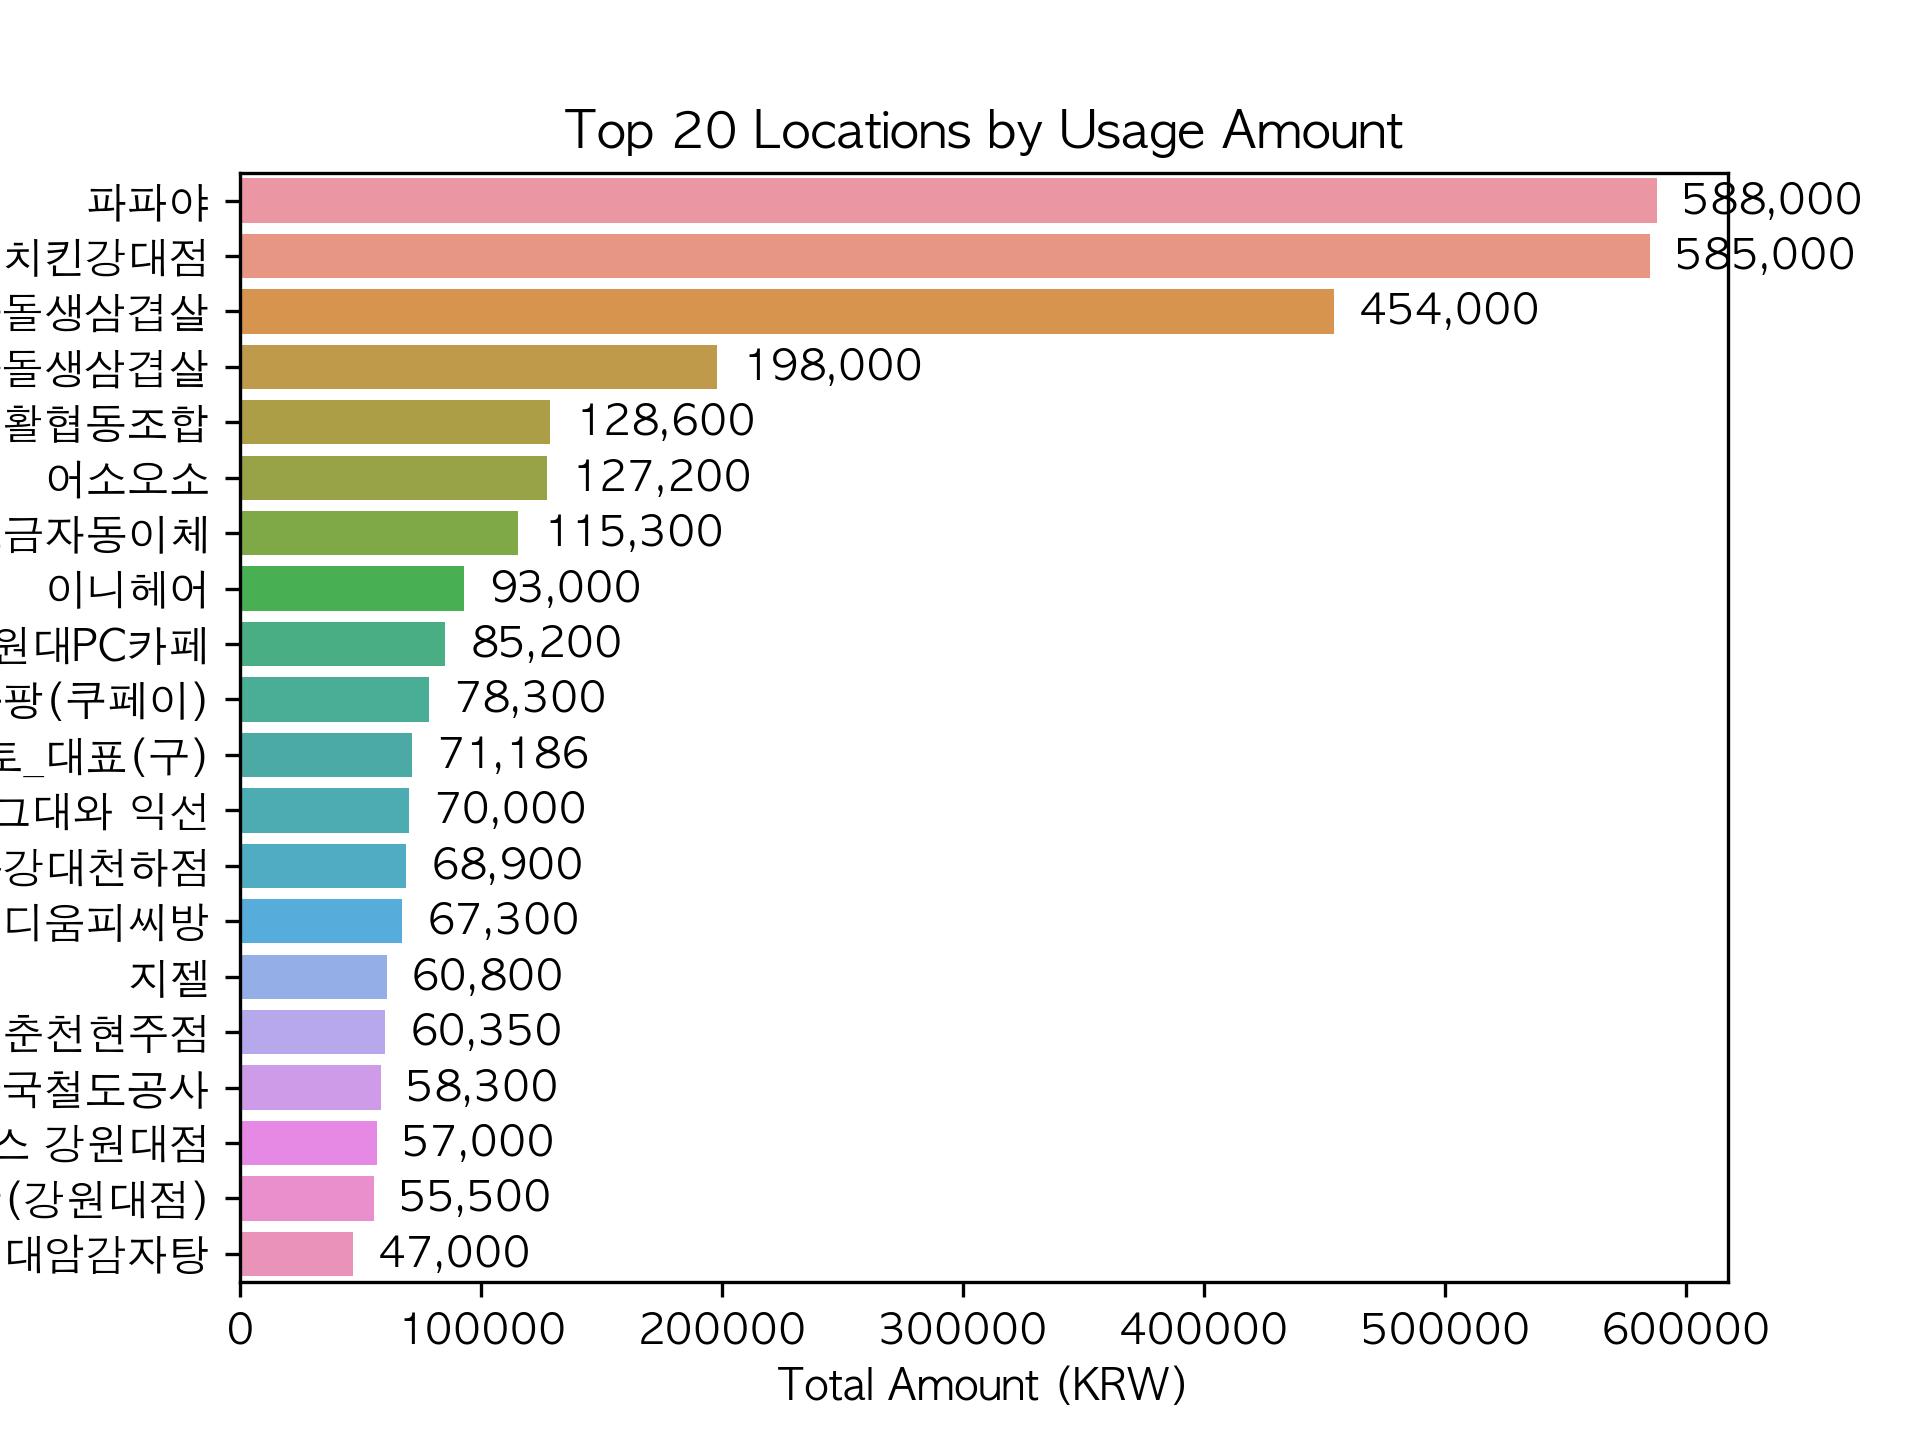 Top 20 Locations by Usage Amount
파파야 588,000
치킨강대점 585,000
돌생삼겹살 454,000
돌생삼겹살 198,000
활협동조합 128,600
어소오소 127,200
금자동이체 115,300
이니헤어 93,000
원대PC카페 85,200
팡(쿠페이) 78,300
토_대표(구) 71,186
그대와 익선 70,000
강대천하점 68,900
디움피씨방 67,300
지젤 60,800
춘천현주점 60,350
국철도공사 58,300
스 강원대점 57,000
(강원대점) 55,500
대암감자탕 47,000
0 100000 200000 300000 400000 500000 600000
Total Amount (KRW)